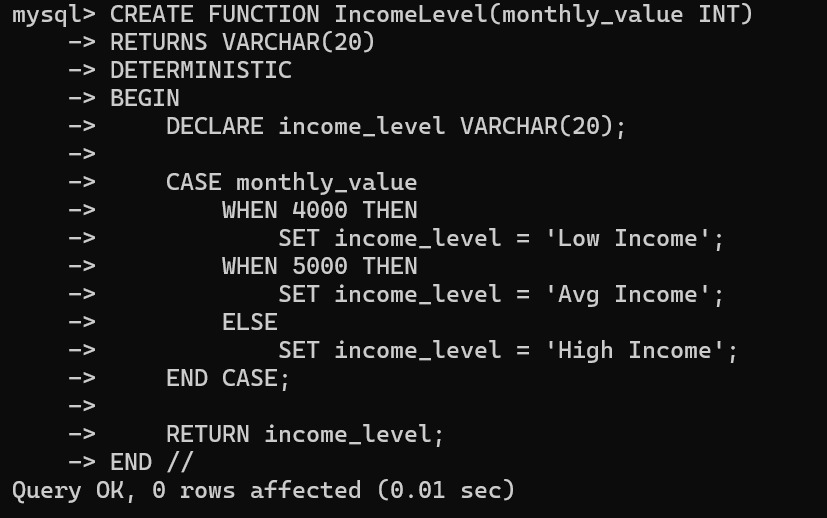 mysql> CREATE FUNCTION IncomeLevel(monthly_value INT)
    -> RETURNS VARCHAR(20)
    -> DETERMINISTIC
    -> BEGIN
    ->     DECLARE income_level VARCHAR(20);
    ->
    ->     CASE monthly_value
    ->         WHEN 4000 THEN
    ->             SET income_level = 'Low Income';
    ->         WHEN 5000 THEN
    ->             SET income_level = 'Avg Income';
    ->         ELSE
    ->             SET income_level = 'High Income';
    ->     END CASE;
    ->
    ->     RETURN income_level;
    -> END //
Query OK, 0 rows affected (0.01 sec)